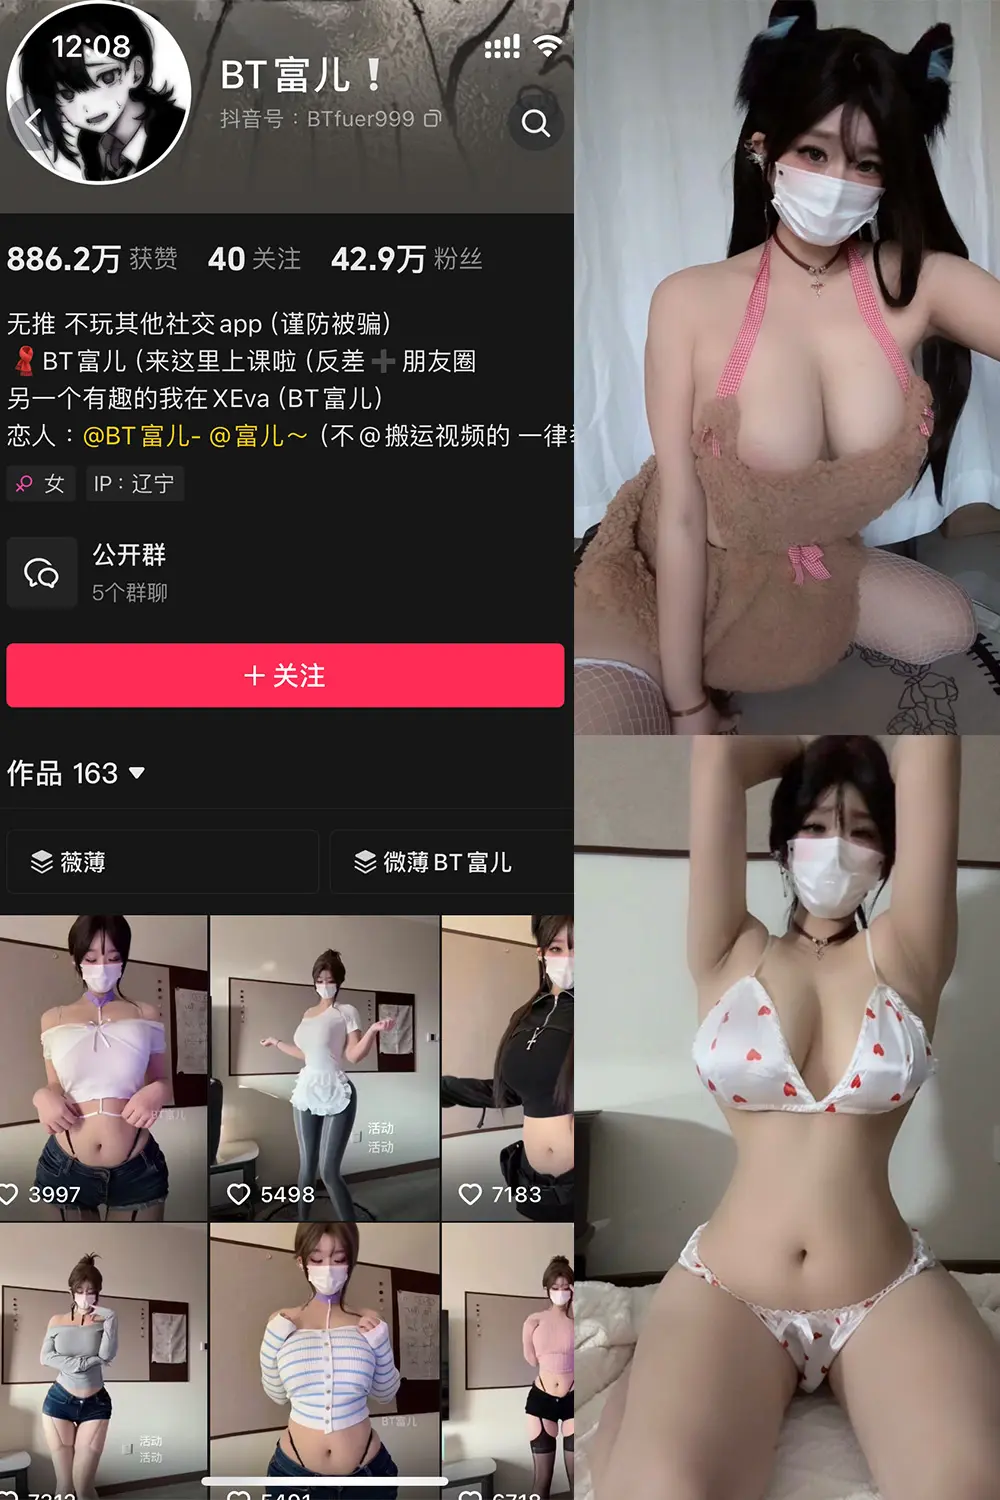 12:08
BT富儿❗
抖音号：BTfuer999
886.2万 获赞 40 关注 42.9万 粉丝
无推 不玩其他社交app（谨防被骗）
BT富儿（来这里上课啦（反差➕朋友圈
另一个有趣的我在XEva（BT富儿）
恋人：@BT富儿- @富儿～（不@搬运视频的 一律
女
IP：辽宁
公开群
5个群聊
＋关注
作品 163
薇薄
微薄BT富儿
BT富儿
3997
活动
活动
5498
7183
活动
活动
7212
BT富儿
5401
6718